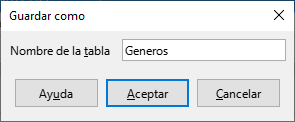 Guardar como
Nombre de la tabla Generos
Ayuda Aceptar Cancelar